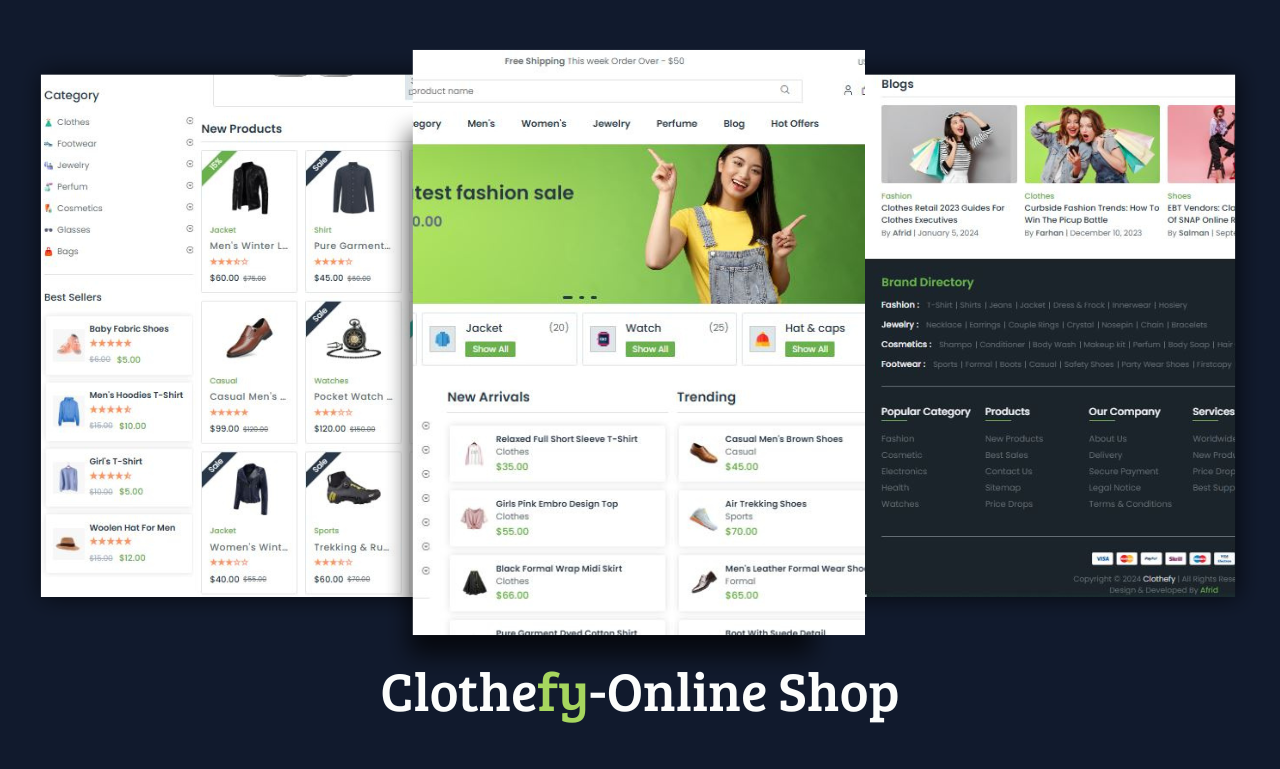 Category
Clothes
Footwear
Jewelry
Perfum
Cosmetics
Glasses
Bags
Best Sellers
Baby Fabric Shoes
$6.00 $5.00
Men's Hoodies T-Shirt
$15.00 $10.00
Girl's T-Shirt
$10.00 $5.00
Woolen Hat For Men
$15.00 $12.00
New Products
15%
Jacket
Men's Winter L...
$60.00 $75.00
Sale
Shirt
Pure Garment...
$45.00 $60.00
Casual
Casual Men's ...
$99.00 $120.00
Sale
Watches
Pocket Watch ...
$120.00 $150.00
Sale
Jacket
Women's Wint...
$40.00 $55.00
Sale
Sports
Trekking & Ru...
$60.00 $70.00
Free Shipping This week Order Over - $50
US
product name
egory Men's Women's Jewelry Perfume Blog Hot Offers
test fashion sale
0.00
Jacket (20)
Show All
Watch (25)
Show All
Hat & caps
Show All
New Arrivals
Relaxed Full Short Sleeve T-Shirt
Clothes
$35.00
Girls Pink Embro Design Top
Clothes
$55.00
Black Formal Wrap Midi Skirt
Clothes
$66.00
Pure Garment Dyed Cotton Shirt
Trending
Casual Men's Brown Shoes
Casual
$45.00
Air Trekking Shoes
Sports
$70.00
Men's Leather Formal Wear Shoe
Formal
$65.00
Boot With Suede Detail
Blogs
Fashion
Clothes Retail 2023 Guides For
Clothes Executives
By Afrid | January 5, 2024
Clothes
Curbside Fashion Trends: How To
Win The Picup Battle
By Farhan | December 10, 2023
Shoes
EBT Vendors: Cla
Of SNAP Online R
By Salman | Septe
Brand Directory
Fashion : T-Shirt | Shirts | Jeans | Jacket | Dress & Frock | Innerwear | Hosiery
Jewelry : Necklace | Earrings | Couple Rings | Crystal | Nosepin | Chain | Bracelets
Cosmetics : Shampo | Conditioner | Body Wash | Makeup kit | Perfum | Body Soap | Hair
Footwear : Sports | Formal | Boots | Casual | Safety Shoes | Party Wear Shoes | Firstcopy
Popular Category
Fashion
Cosmetic
Electronics
Health
Watches
Products
New Products
Best Sales
Contact Us
Sitemap
Price Drops
Our Company
About Us
Delivery
Secure Payment
Legal Notice
Terms & Conditions
Services
Worldwide
New Produ
Price Drop
Best Supp
VISA PayPal Skrill VISA
Copyright © 2024 Clothefy | All Rights Rese
Design & Developed By Afrid
Clothefy-Online Shop